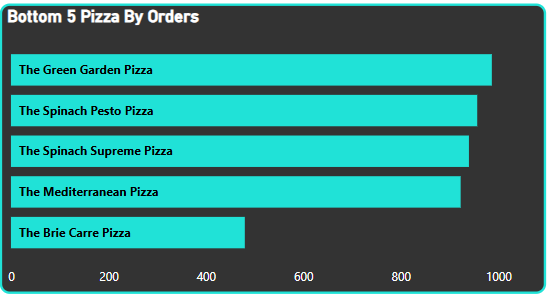 Bottom 5 Pizza By Orders
The Green Garden Pizza
The Spinach Pesto Pizza
The Spinach Supreme Pizza
The Mediterranean Pizza
The Brie Carre Pizza
0 200 400 600 800 1000